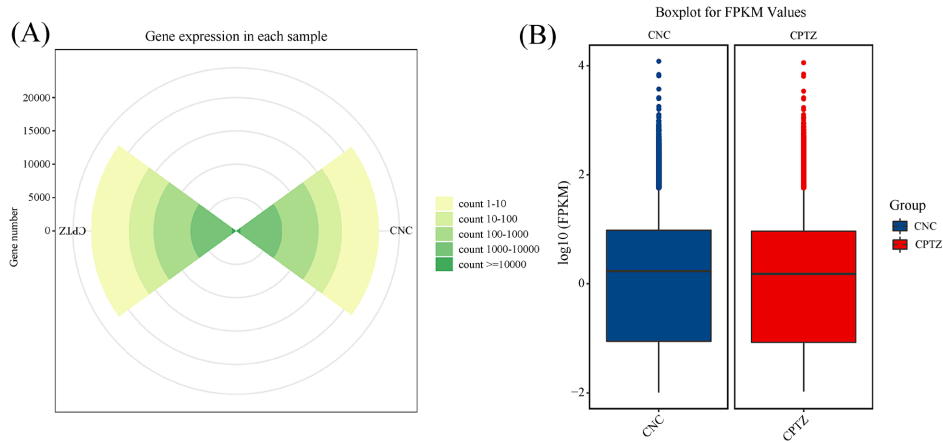 (A)
Gene expression in each sample
Gene number
20000
15000
10000
5000
0
CPTZ
CNC
count 1-10
count 10-100
count 100-1000
count 1000-10000
count >=10000
(B)
Boxplot for FPKM Values
CNC
CPTZ
log10 (FPKM)
4
2
0
−2
CNC
CPTZ
Group
CNC
CPTZ